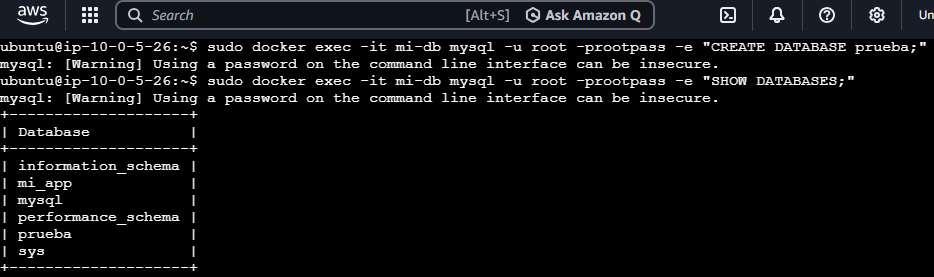 aws
Search [Alt+S] Ask Amazon Q Un
ubuntu@ip-10-0-5-26:~$ sudo docker exec -it mi-db mysql -u root -prootpass -e "CREATE DATABASE prueba;"
mysql: [Warning] Using a password on the command line interface can be insecure.
ubuntu@ip-10-0-5-26:~$ sudo docker exec -it mi-db mysql -u root -prootpass -e "SHOW DATABASES;"
mysql: [Warning] Using a password on the command line interface can be insecure.
+--------------------+
| Database           |
+--------------------+
| information_schema |
| mi_app             |
| mysql              |
| performance_schema |
| prueba             |
| sys                |
+--------------------+